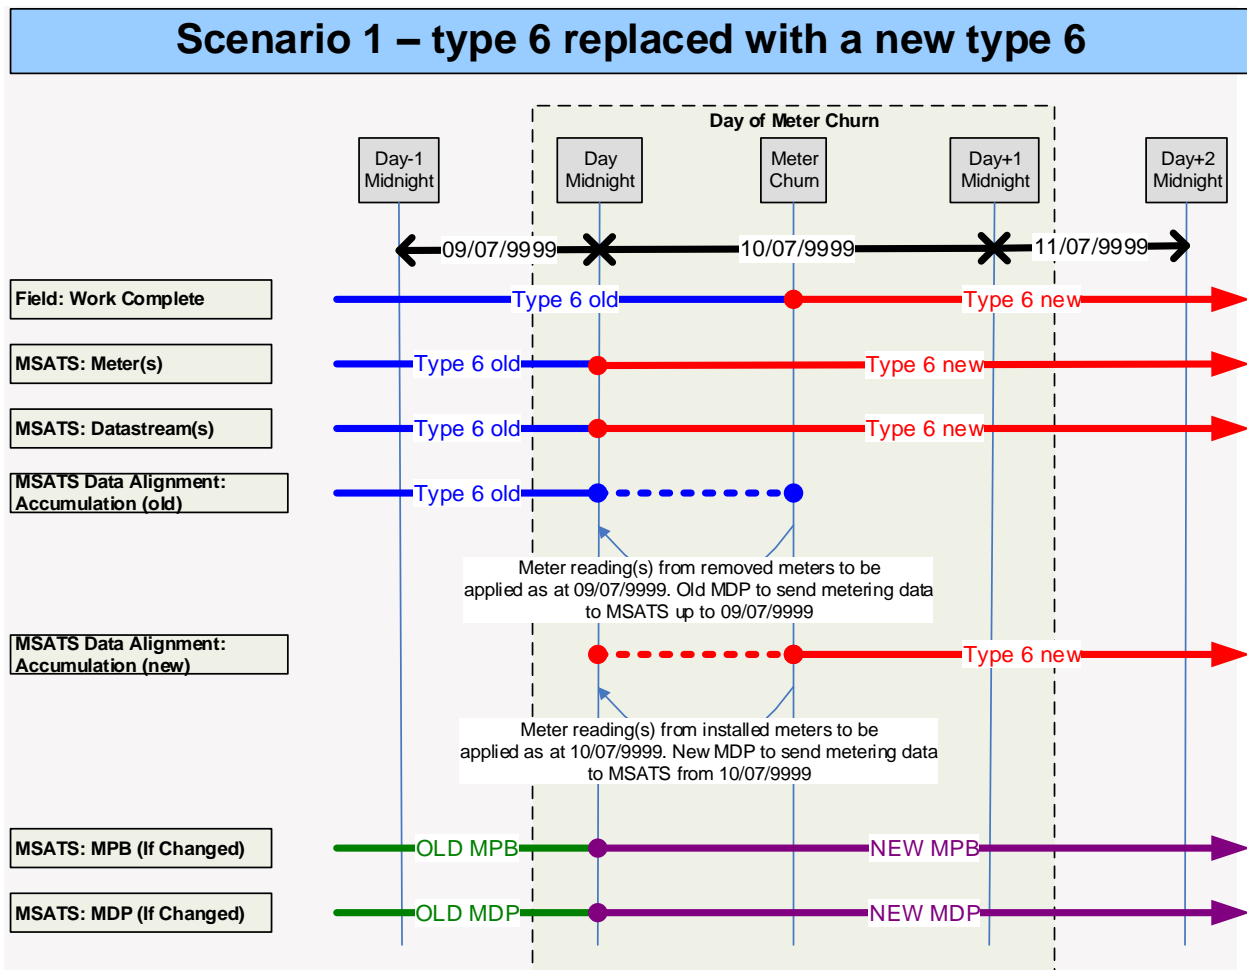 Scenario 1 – type 6 replaced with a new type 6
Day of Meter Churn
Day-1
Midnight
Day
Midnight
Meter
Churn
Day+1
Midnight
Day+2
Midnight
09/07/9999
10/07/9999
11/07/9999
Field: Work Complete
Type 6 old
Type 6 new
MSATS: Meter(s)
Type 6 old
Type 6 new
MSATS: Datastream(s)
Type 6 old
Type 6 new
MSATS Data Alignment:
Accumulation (old)
Type 6 old
Meter reading(s) from removed meters to be
applied as at 09/07/9999. Old MDP to send metering data
to MSATS up to 09/07/9999
MSATS Data Alignment:
Accumulation (new)
Type 6 new
Meter reading(s) from installed meters to be
applied as at 10/07/9999. New MDP to send metering data
to MSATS from 10/07/9999
MSATS: MPB (If Changed)
OLD MPB
NEW MPB
MSATS: MDP (If Changed)
OLD MDP
NEW MDP